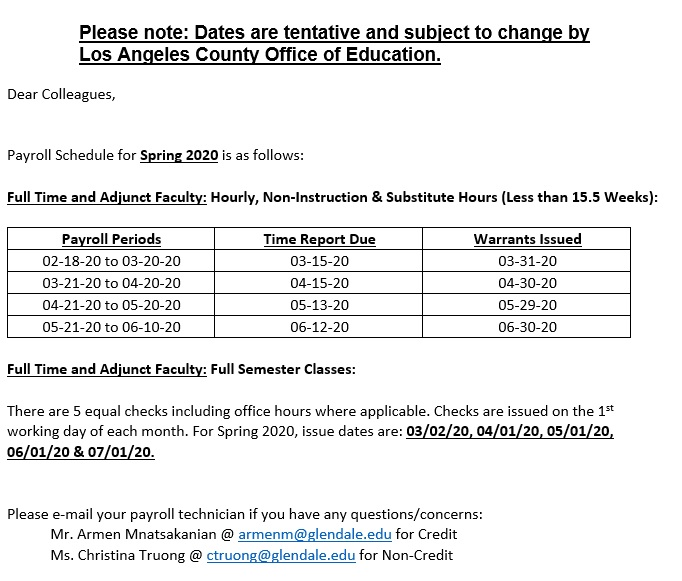 Please note: Dates are tentative and subject to change by
Los Angeles County Office of Education.
Dear Colleagues,
Payroll Schedule for Spring 2020 is as follows:
Full Time and Adjunct Faculty: Hourly, Non-Instruction & Substitute Hours (Less than 15.5 Weeks):
Payroll Periods Time Report Due Warrants Issued
02-18-20 to 03-20-20 03-15-20 03-31-20
03-21-20 to 04-20-20 04-15-20 04-30-20
04-21-20 to 05-20-20 05-13-20 05-29-20
05-21-20 to 06-10-20 06-12-20 06-30-20
Full Time and Adjunct Faculty: Full Semester Classes:
There are 5 equal checks including office hours where applicable. Checks are issued on the 1st
working day of each month. For Spring 2020, issue dates are: 03/02/20, 04/01/20, 05/01/20,
06/01/20 & 07/01/20.
Please e-mail your payroll technician if you have any questions/concerns:
Mr. Armen Mnatsakanian @ armenm@glendale.edu for Credit
Ms. Christina Truong @ ctruong@glendale.edu for Non-Credit